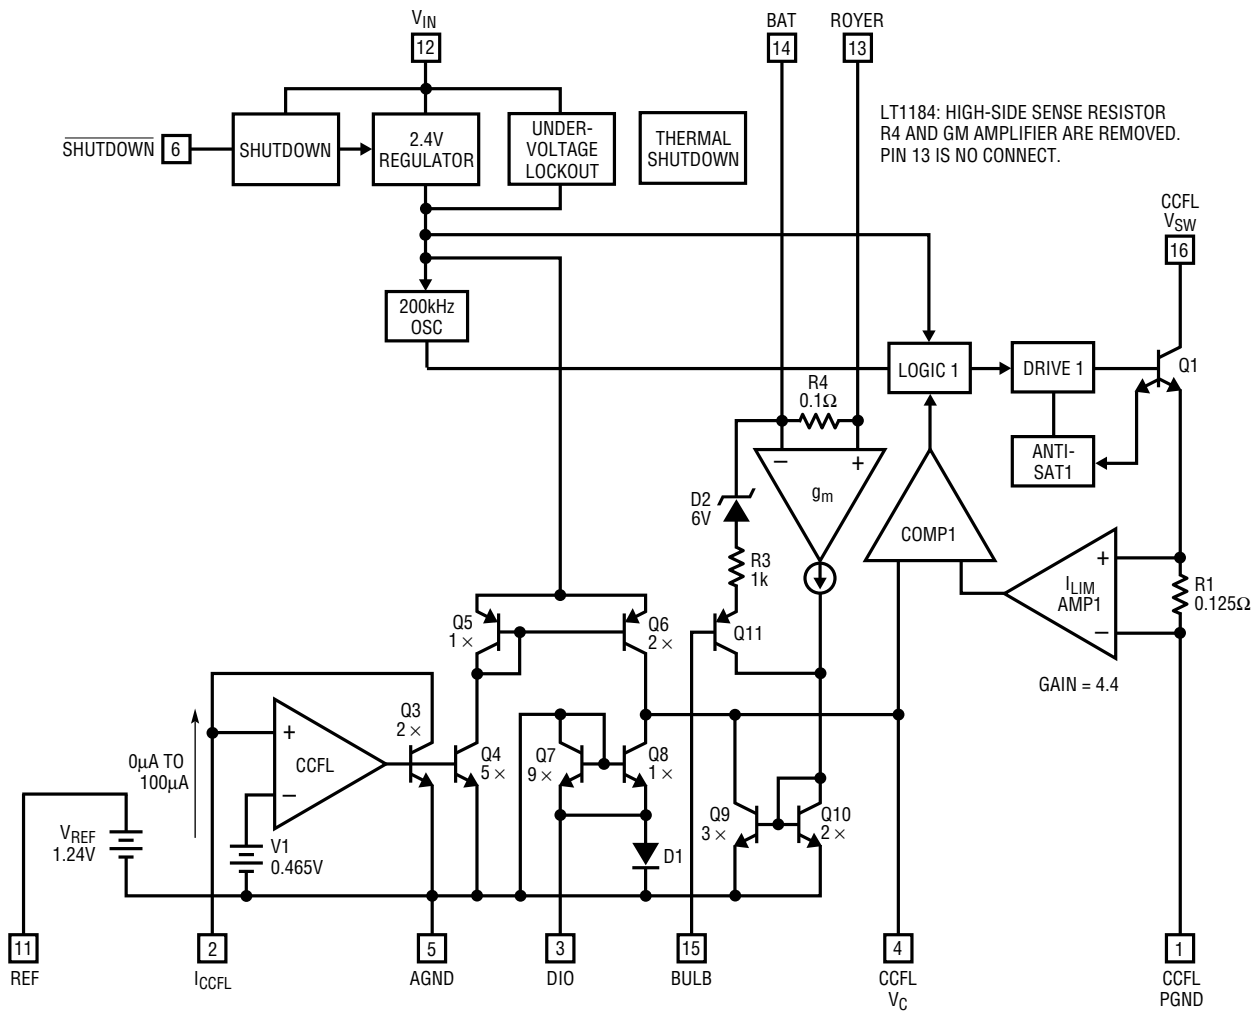 V_IN
12
BAT
14
ROYER
13
LT1184: HIGH-SIDE SENSE RESISTOR
R4 AND GM AMPLIFIER ARE REMOVED.
PIN 13 IS NO CONNECT.
SHUTDOWN
6
SHUTDOWN
2.4V
REGULATOR
UNDER-
VOLTAGE
LOCKOUT
THERMAL
SHUTDOWN
CCFL
V_SW
16
200kHz
OSC
LOGIC 1
DRIVE 1
Q1
R4
0.1Ω
ANTI-
SAT1
−
+
g_m
D2
6V
R3
1k
COMP1
+
I_LIM
AMP1
−
R1
0.125Ω
GAIN = 4.4
Q5
1×
Q6
2×
Q11
Q3
2×
0µA TO
100µA
+
CCFL
−
Q4
5×
Q7
9×
Q8
1×
Q9
3×
Q10
2×
V_REF
1.24V
V1
0.465V
D1
11
REF
2
I_CCFL
5
AGND
3
DIO
15
BULB
4
CCFL
V_C
1
CCFL
PGND